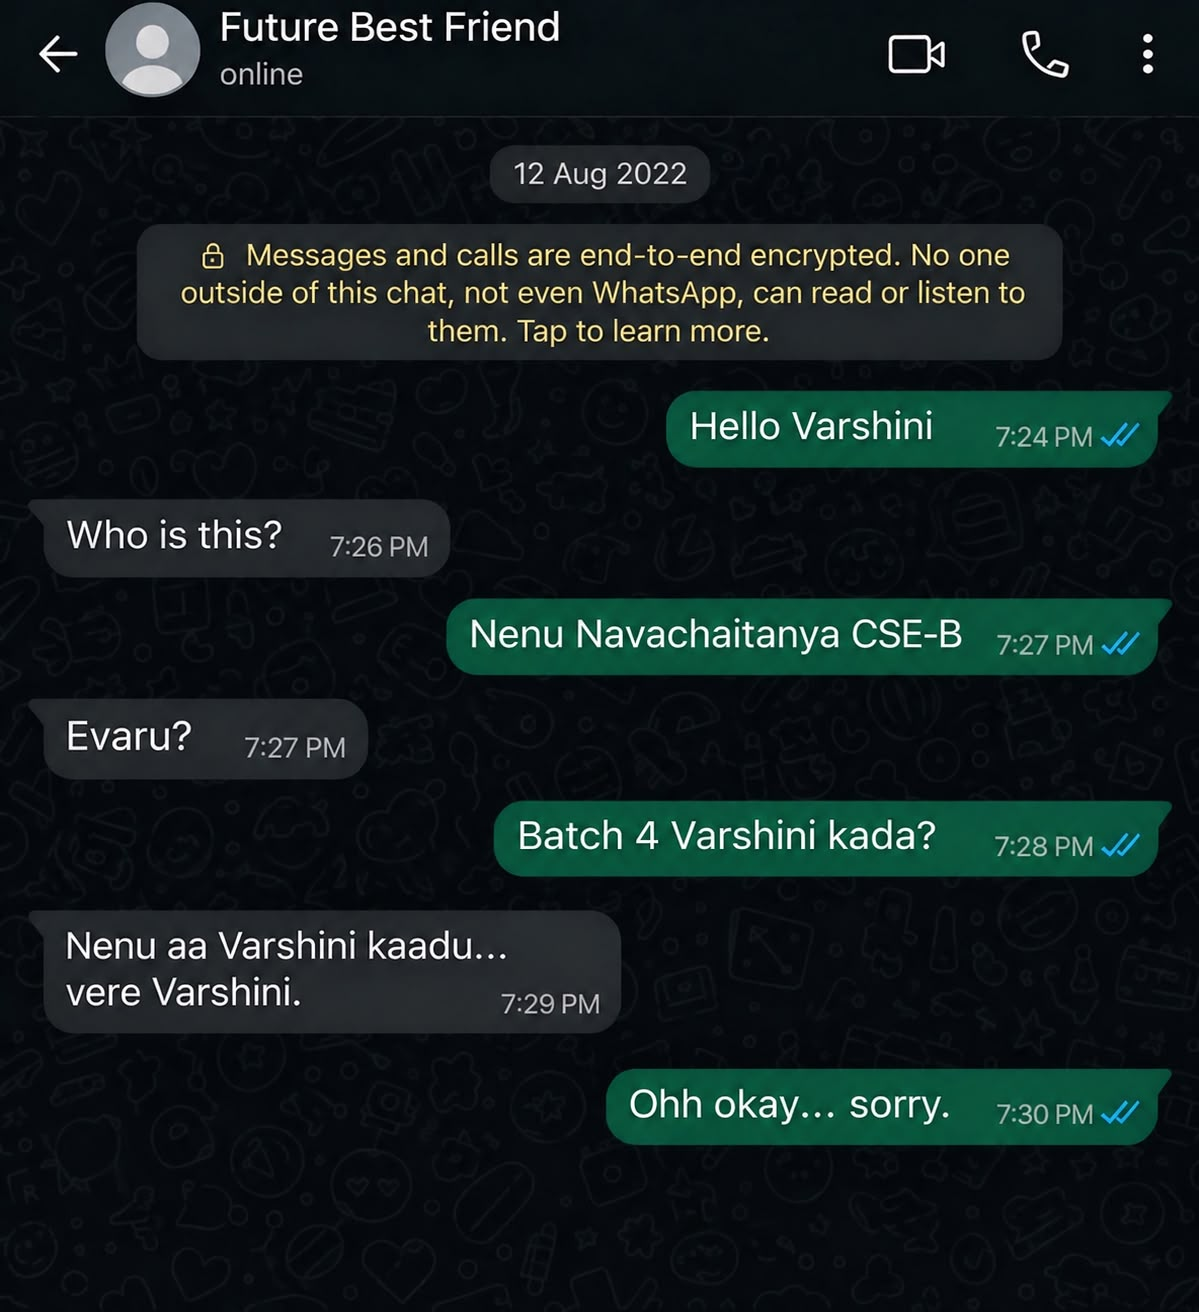 Future Best Friend
online
12 Aug 2022
Messages and calls are end-to-end encrypted. No one
outside of this chat, not even WhatsApp, can read or listen to
them. Tap to learn more.
Hello Varshini 7:24 PM
Who is this? 7:26 PM
Nenu Navachaitanya CSE-B 7:27 PM
Evaru? 7:27 PM
Batch 4 Varshini kada? 7:28 PM
Nenu aa Varshini kaadu...
vere Varshini. 7:29 PM
Ohh okay... sorry. 7:30 PM